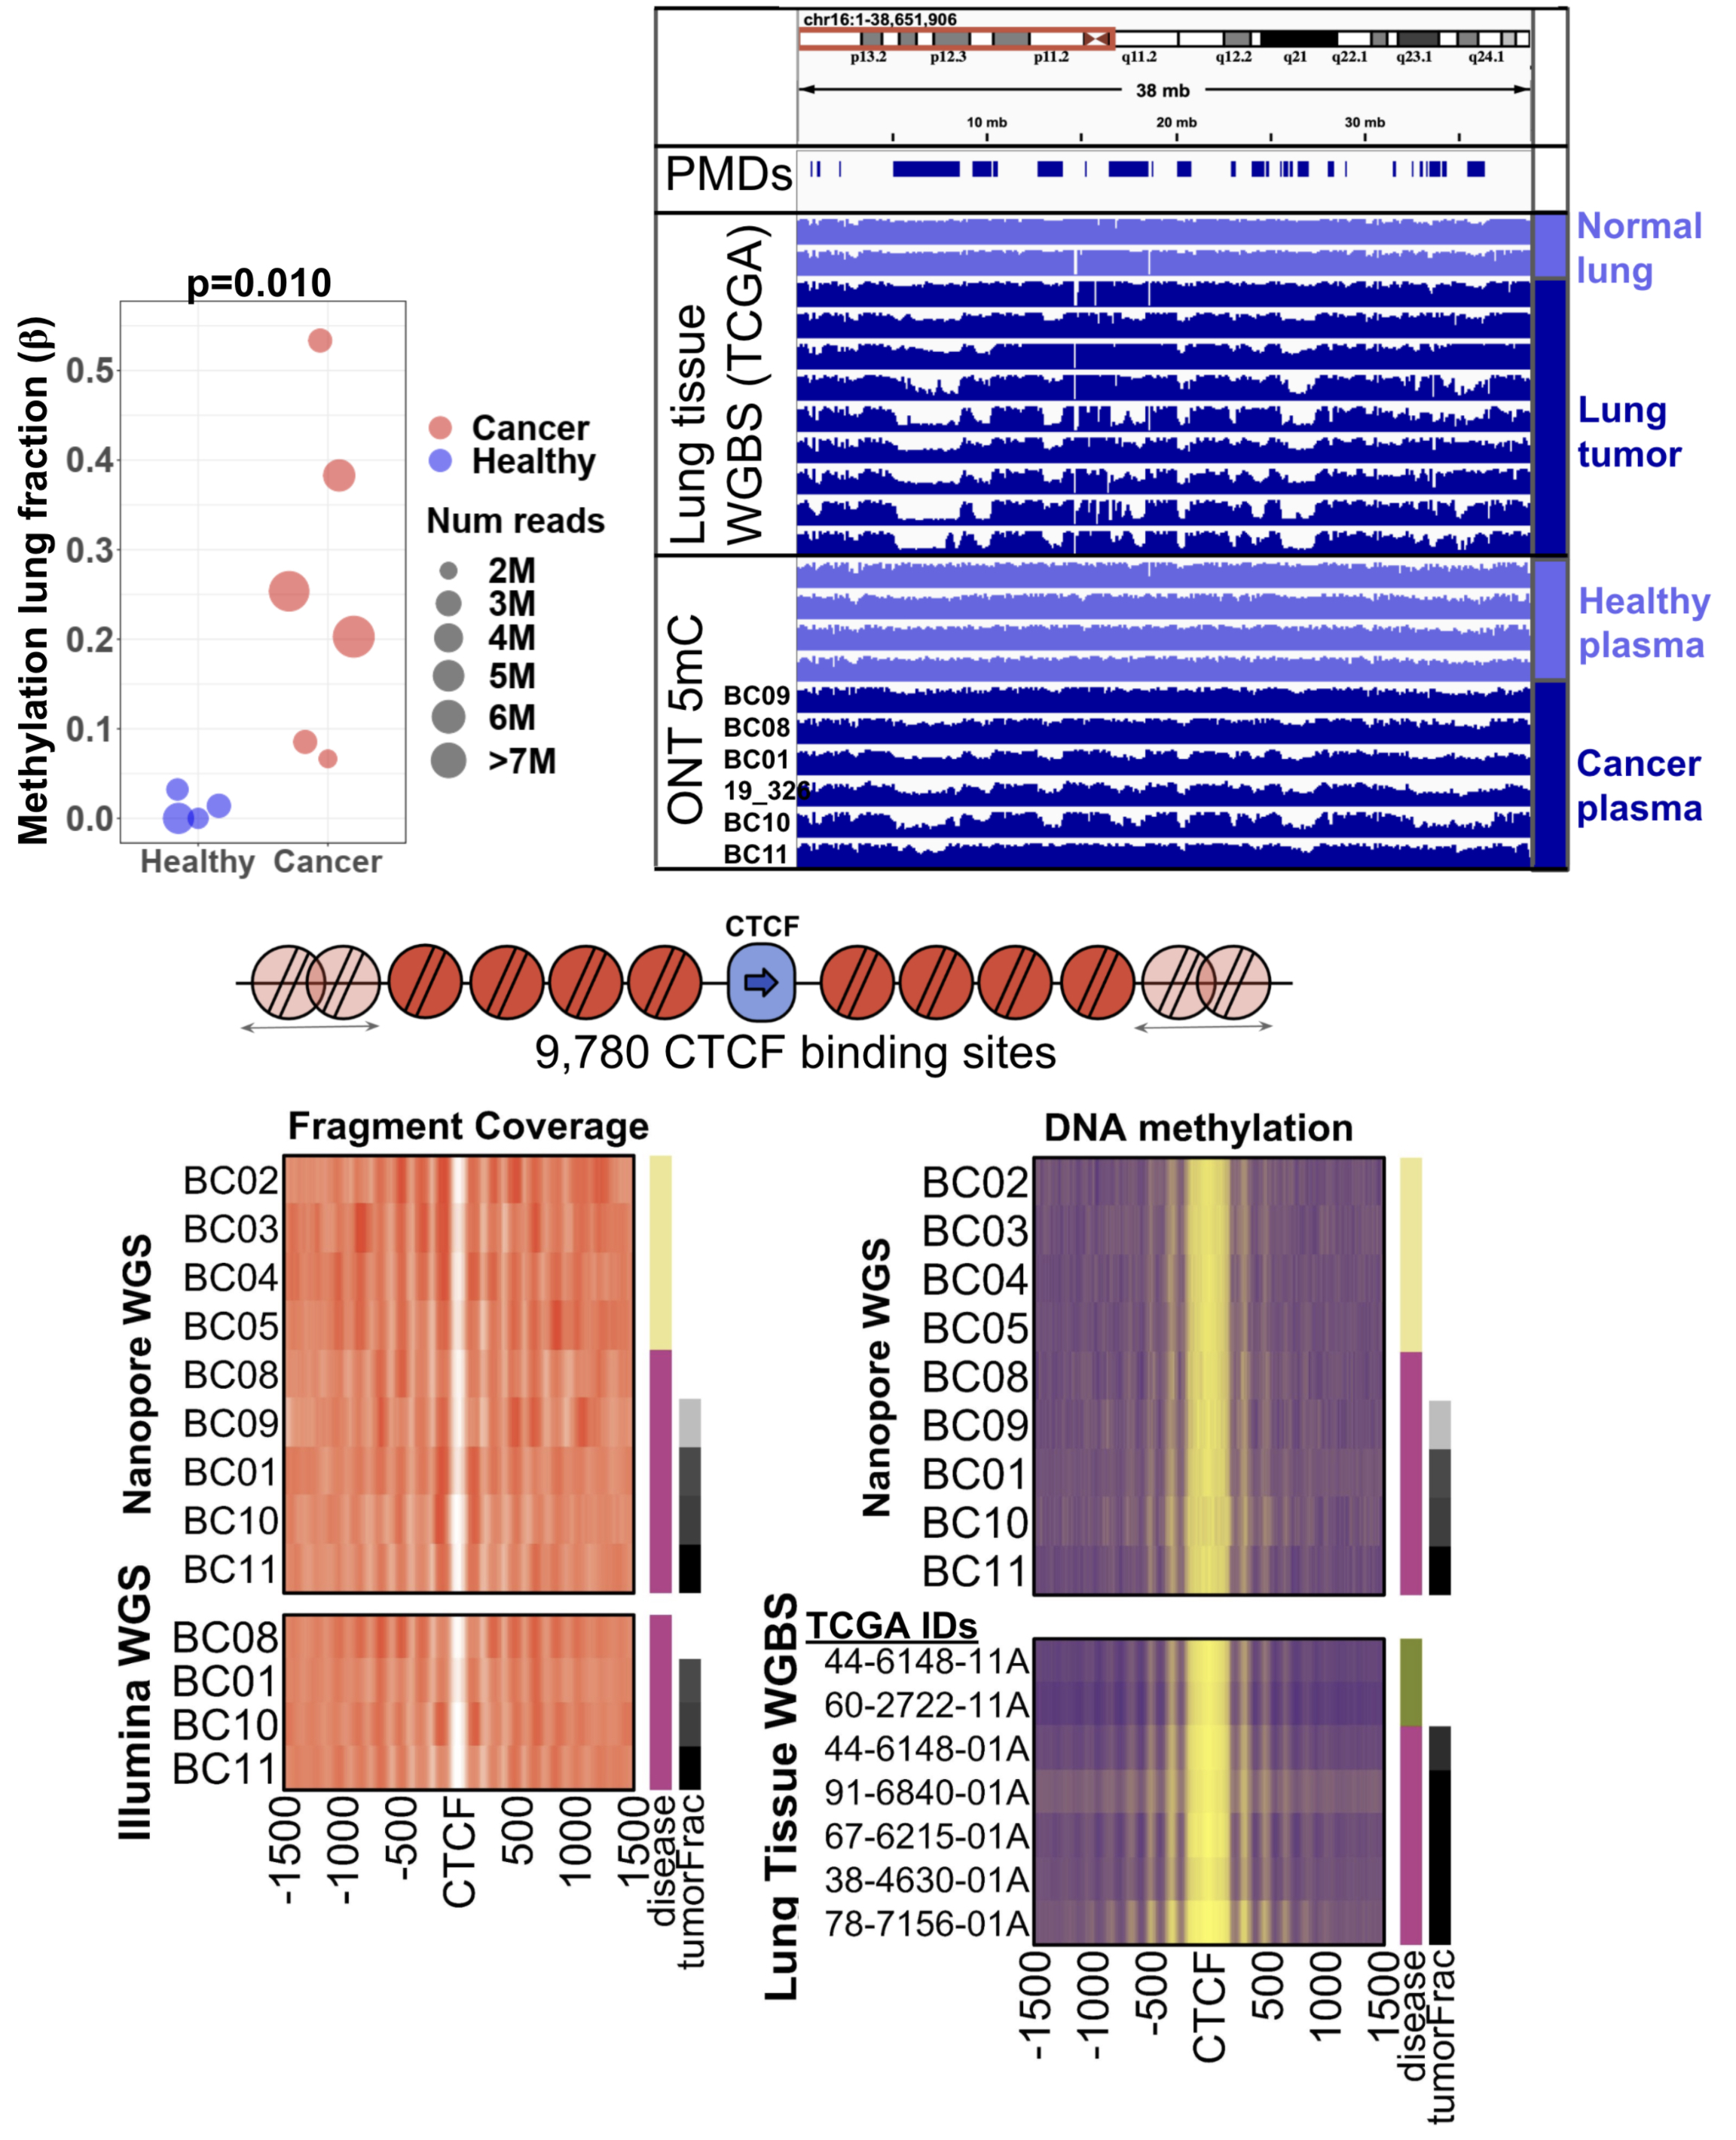 p=0.010
Methylation lung fraction (β)
0.5
0.4
0.3
0.2
0.1
0.0
Healthy Cancer
Cancer
Healthy
Num reads
2M
3M
4M
5M
6M
>7M
chr16:1-38,651,906
p13.2 p12.3 p11.2 q11.2 q12.2 q21 q22.1 q23.1 q24.1
38 mb
10 mb 20 mb 30 mb
PMDs
Lung tissue
WGBS (TCGA)
Normal
lung
Lung
tumor
ONT 5mC
BC09
BC08
BC01
19_326
BC10
BC11
Healthy
plasma
Cancer
plasma
CTCF
9,780 CTCF binding sites
Fragment Coverage
Nanopore WGS
BC02
BC03
BC04
BC05
BC08
BC09
BC01
BC10
BC11
Illumina WGS
BC08
BC01
BC10
BC11
-1500 -1000 -500 CTCF 500 1000 1500 disease tumorFrac
DNA methylation
Nanopore WGS
BC02
BC03
BC04
BC05
BC08
BC09
BC01
BC10
BC11
Lung Tissue WGBS
TCGA IDs
44-6148-11A
60-2722-11A
44-6148-01A
91-6840-01A
67-6215-01A
38-4630-01A
78-7156-01A
-1500 -1000 -500 CTCF 500 1000 1500 disease tumorFrac